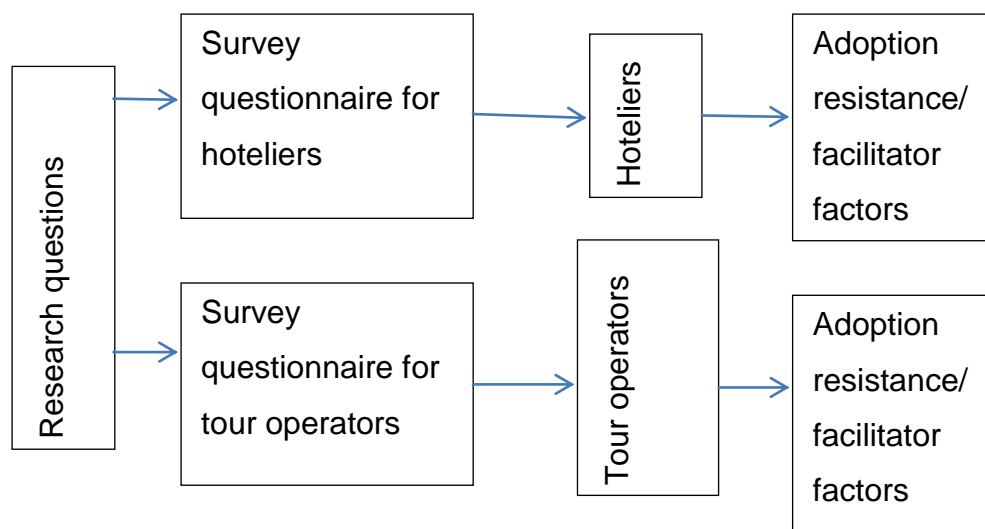 Research questions
Survey
questionnaire for
hoteliers
Hoteliers
Adoption
resistance/
facilitator
factors
Survey
questionnaire for
tour operators
Tour operators
Adoption
resistance/
facilitator
factors